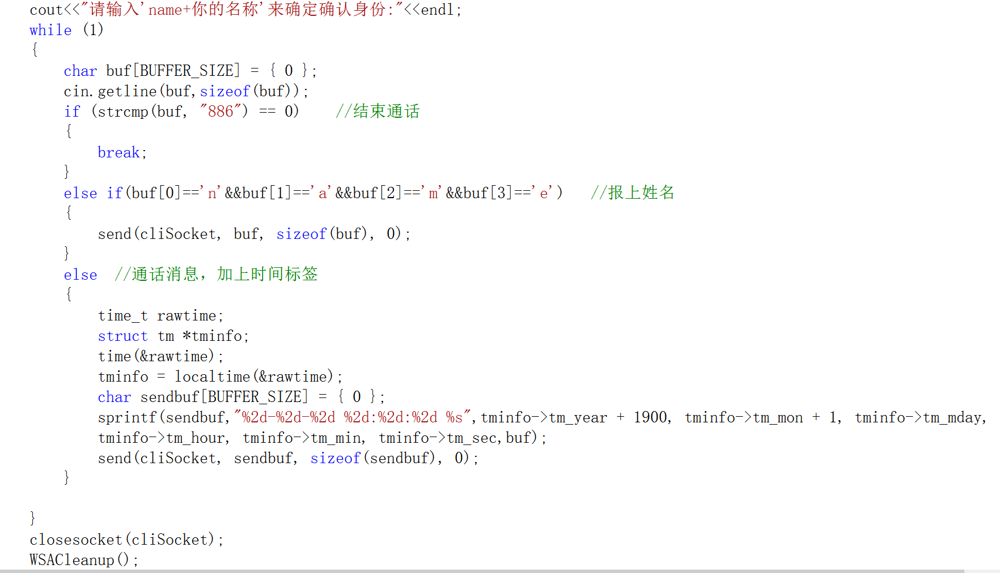 cout<<"请输入'name+你的名称'来确定确认身份:"<<endl;
while (1)
{
char buf[BUFFER_SIZE] = { 0 };
cin.getline(buf,sizeof(buf));
if (strcmp(buf, "886") == 0)    //结束通话
{
break;
}
else if(buf[0]=='n'&&buf[1]=='a'&&buf[2]=='m'&&buf[3]=='e')   //报上姓名
{
send(cliSocket, buf, sizeof(buf), 0);
}
else  //通话消息，加上时间标签
{
time_t rawtime;
struct tm *tminfo;
time(&rawtime);
tminfo = localtime(&rawtime);
char sendbuf[BUFFER_SIZE] = { 0 };
sprintf(sendbuf,"%2d-%2d-%2d %2d:%2d:%2d %s",tminfo->tm_year + 1900, tminfo->tm_mon + 1, tminfo->tm_mday,
tminfo->tm_hour, tminfo->tm_min, tminfo->tm_sec,buf);
send(cliSocket, sendbuf, sizeof(sendbuf), 0);
}
}
closesocket(cliSocket);
WSACleanup();